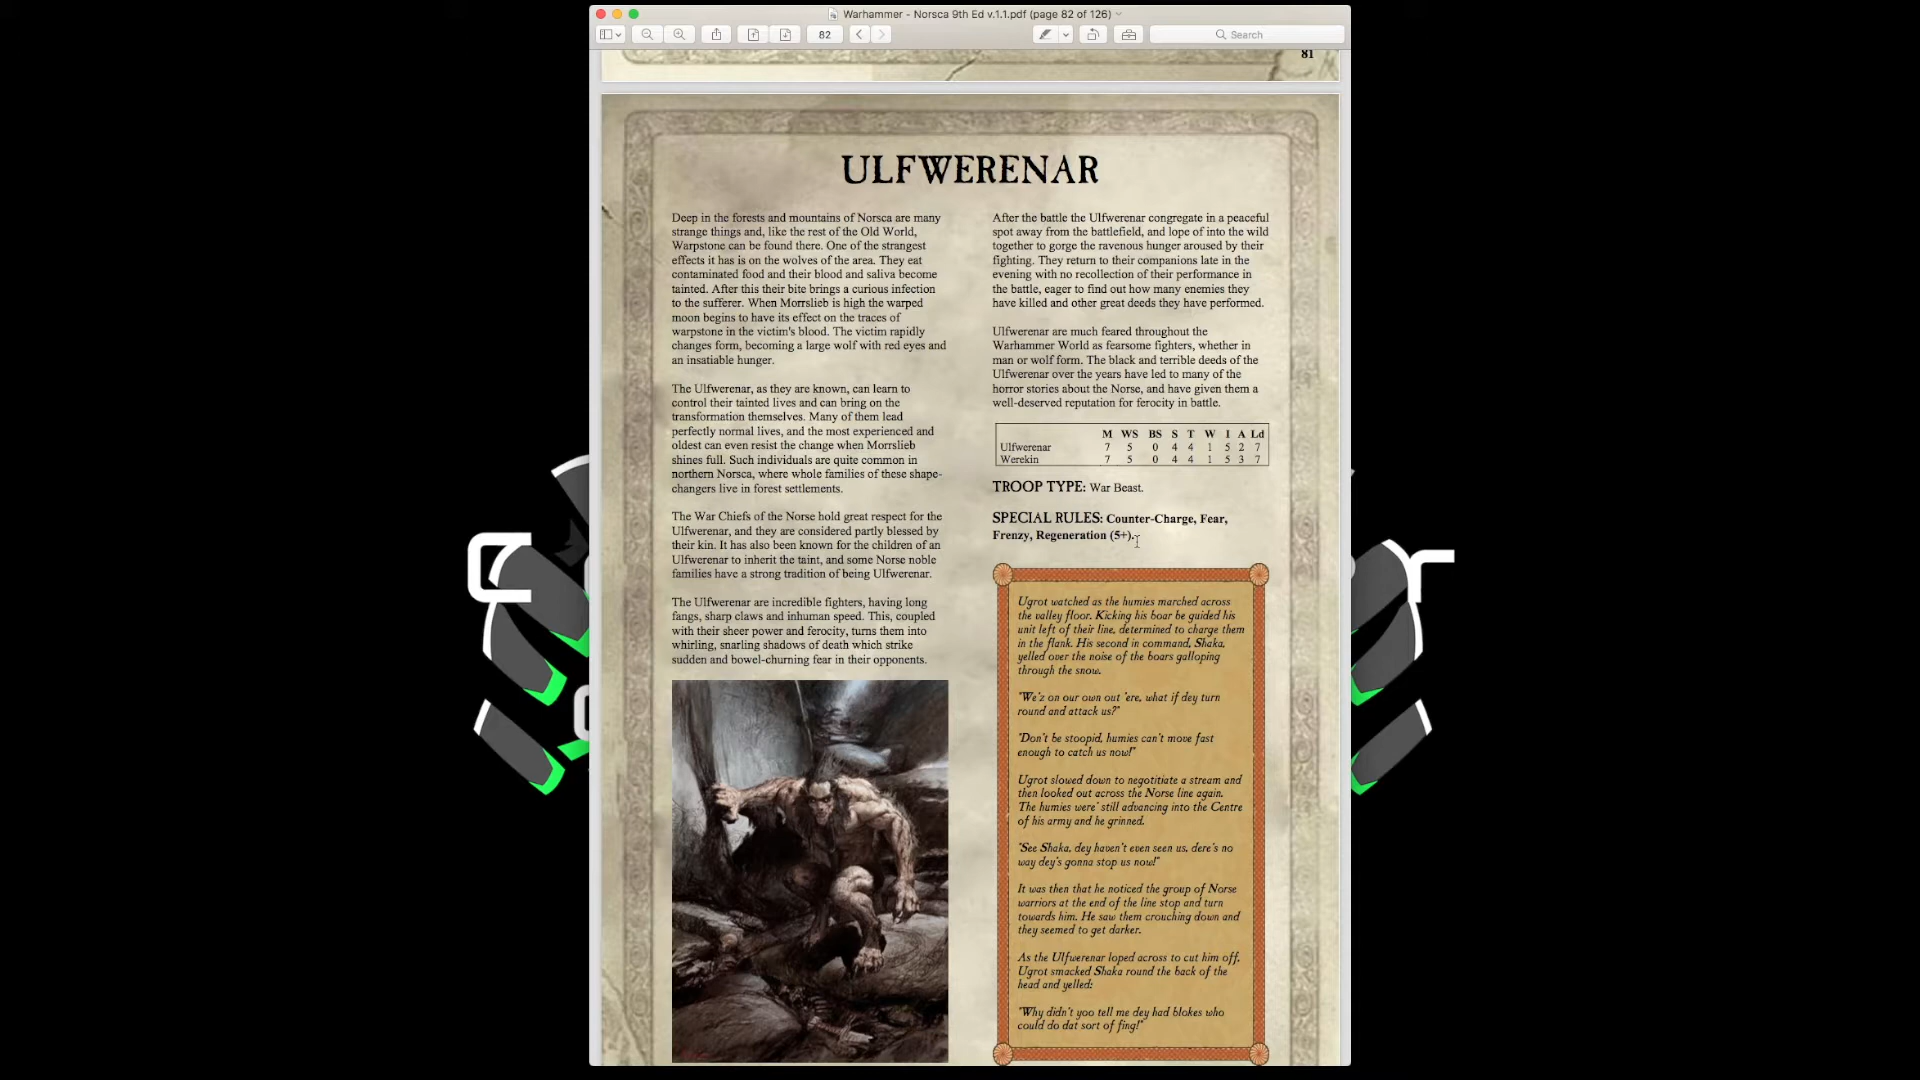 Warhammer - Norsca 9th Ed v.1.1.pdf (page 82 of 126)
82
Search
81
ULFWERENAR
Deep in the forests and mountains of Norsca are many
strange things and, like the rest of the Old World,
Warpstone can be found there. One of the strangest
effects it has is on the wolves of the area. They eat
contaminated food and their blood and saliva become
tainted. After this their bite brings a curious infection
to the sufferer. When Morrslieb is high the warped
moon begins to have its effect on the traces of
warpstone in the victim's blood. The victim rapidly
changes form, becoming a large wolf with red eyes and
an insatiable hunger.
The Ulfwerenar, as they are known, can learn to
control their tainted lives and can bring on the
transformation themselves. Many of them lead
perfectly normal lives, and the most experienced and
oldest can even resist the change when Morrslieb
shines full. Such individuals are quite common in
northern Norsca, where whole families of these shape-
changers live in forest settlements.
The War Chiefs of the Norse hold great respect for the
Ulfwerenar, and they are considered partly blessed by
their kin. It has also been known for the children of an
Ulfwerenar to inherit the taint, and some Norse noble
families have a strong tradition of being Ulfwerenar.
The Ulfwerenar are incredible fighters, having long
fangs, sharp claws and inhuman speed. This, coupled
with their sheer power and ferocity, turns them into
whirling, snarling shadows of death which strike
sudden and bowel-churning fear in their opponents.
After the battle the Ulfwerenar congregate in a peaceful
spot away from the battlefield, and lope of into the wild
together to gorge the ravenous hunger aroused by their
fighting. They return to their companions late in the
evening with no recollection of their performance in
the battle, eager to find out how many enemies they
have killed and other great deeds they have performed.
Ulfwerenar are much feared throughout the
Warhammer World as fearsome fighters, whether in
man or wolf form. The black and terrible deeds of the
Ulfwerenar over the years have led to many of the
horror stories about the Norse, and have given them a
well-deserved reputation for ferocity in battle.
M WS BS S T W I A Ld
Ulfwerenar 7 5 0 4 4 1 5 2 7
Werekin 7 5 0 4 4 1 5 3 7
TROOP TYPE: War Beast.
SPECIAL RULES: Counter-Charge, Fear,
Frenzy, Regeneration (5+).
Ugrot watched as the humies marched across
the valley floor. Kicking his boar be guided his
unit left of their line, determined to charge them
in the flank. His second in command, Shaka,
yelled over the noise of the boars galloping
through the snow.
"We'z on our own out 'ere, what if dey turn
round and attack us?"
"Don't be stoopid, humies can't move fast
enough to catch us now!"
Ugrot slowed down to negotitiate a stream and
then looked out across the Norse line again.
The humies were' still advancing into the Centre
of his army and he grinned.
"See Shaka, dey haven't even seen us, dere's no
way dey's gonna stop us now!"
It was then that he noticed the group of Norse
warriors at the end of the line stop and turn
towards him. He saw them crouching down and
they seemed to get darker.
As the Ulfwerenar loped across to cut him off,
Ugrot smacked Shaka round the back of the
head and yelled:
"Why didn't yoo tell me dey had blokes who
could do dat sort of fing!"